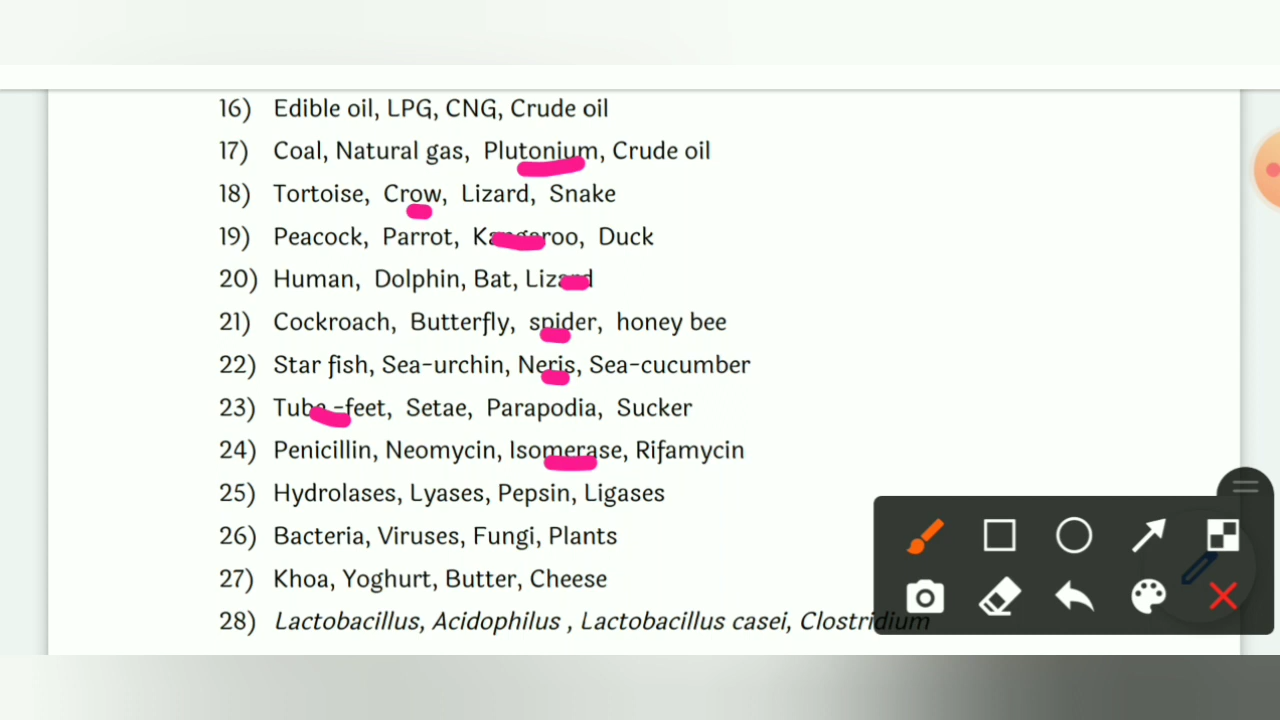 16) Edible oil, LPG, CNG, Crude oil
17) Coal, Natural gas, Plutonium, Crude oil
18) Tortoise, Crow, Lizard, Snake
19) Peacock, Parrot, Kangaroo, Duck
20) Human, Dolphin, Bat, Lizard
21) Cockroach, Butterfly, spider, honey bee
22) Star fish, Sea-urchin, Neris, Sea-cucumber
23) Tube -feet, Setae, Parapodia, Sucker
24) Penicillin, Neomycin, Isomerase, Rifamycin
25) Hydrolases, Lyases, Pepsin, Ligases
26) Bacteria, Viruses, Fungi, Plants
27) Khoa, Yoghurt, Butter, Cheese
28) Lactobacillus, Acidophilus , Lactobacillus casei, Clostridium